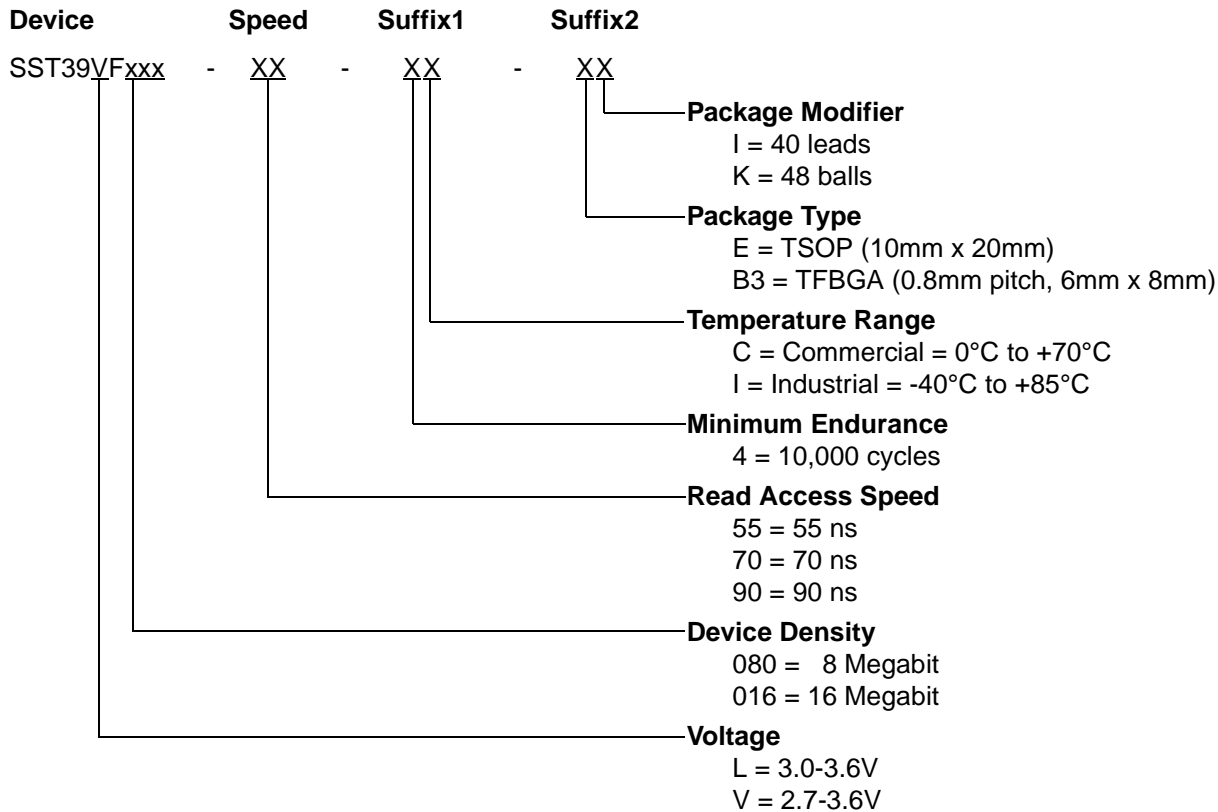 Device Speed Suffix1 Suffix2
SST39VFxxx - XX - XX - XX
Package Modifier
I = 40 leads
K = 48 balls
Package Type
E = TSOP (10mm x 20mm)
B3 = TFBGA (0.8mm pitch, 6mm x 8mm)
Temperature Range
C = Commercial = 0°C to +70°C
I = Industrial = -40°C to +85°C
Minimum Endurance
4 = 10,000 cycles
Read Access Speed
55 = 55 ns
70 = 70 ns
90 = 90 ns
Device Density
080 = 8 Megabit
016 = 16 Megabit
Voltage
L = 3.0-3.6V
V = 2.7-3.6V